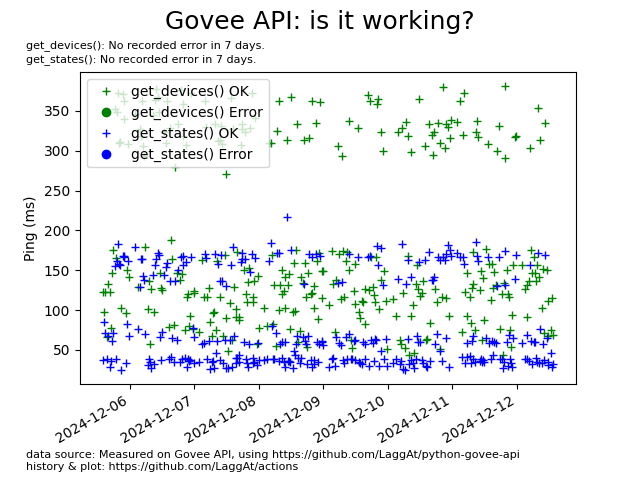 Govee API: is it working?
get_devices(): No recorded error in 7 days.
get_states(): No recorded error in 7 days.
get_devices() OK
get_devices() Error
get_states() OK
get_states() Error
Ping (ms)
350
300
250
200
150
100
50
2024-12-06
2024-12-07
2024-12-08
2024-12-09
2024-12-10
2024-12-11
2024-12-12
data source: Measured on Govee API, using https://github.com/LaggAt/python-govee-api
history & plot: https://github.com/LaggAt/actions